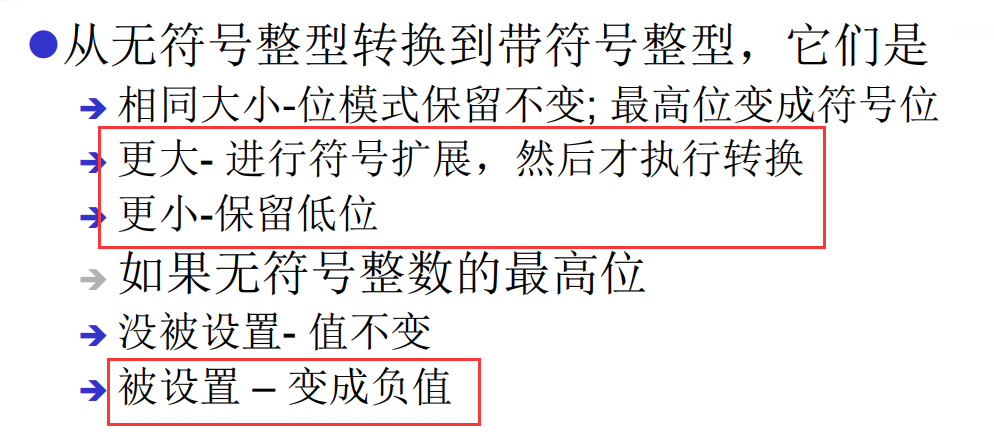 从无符号整型转换到带符号整型，它们是
相同大小-位模式保留不变; 最高位变成符号位
更大- 进行符号扩展，然后才执行转换
更小-保留低位
如果无符号整数的最高位
没被设置- 值不变
被设置 – 变成负值